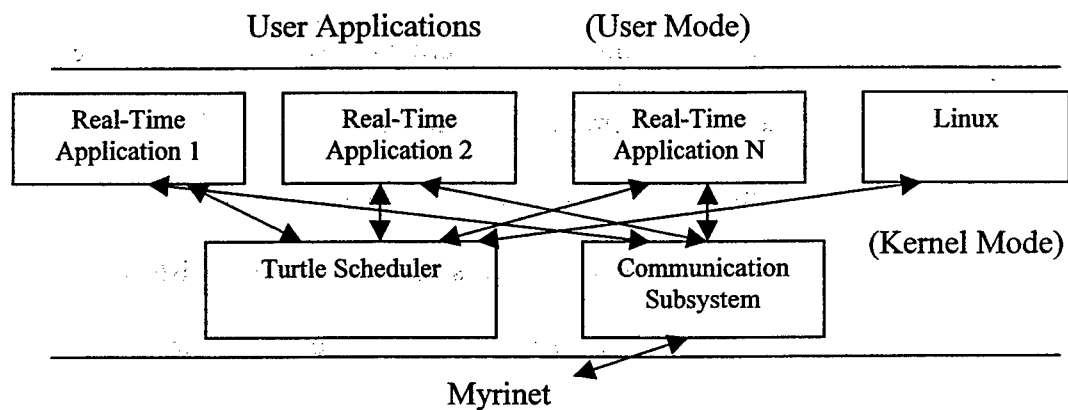 User Applications (User Mode)
Real-Time
Application 1
Real-Time
Application 2
Real-Time
Application N
Linux
Turtle Scheduler
Communication
Subsystem
(Kernel Mode)
Myrinet